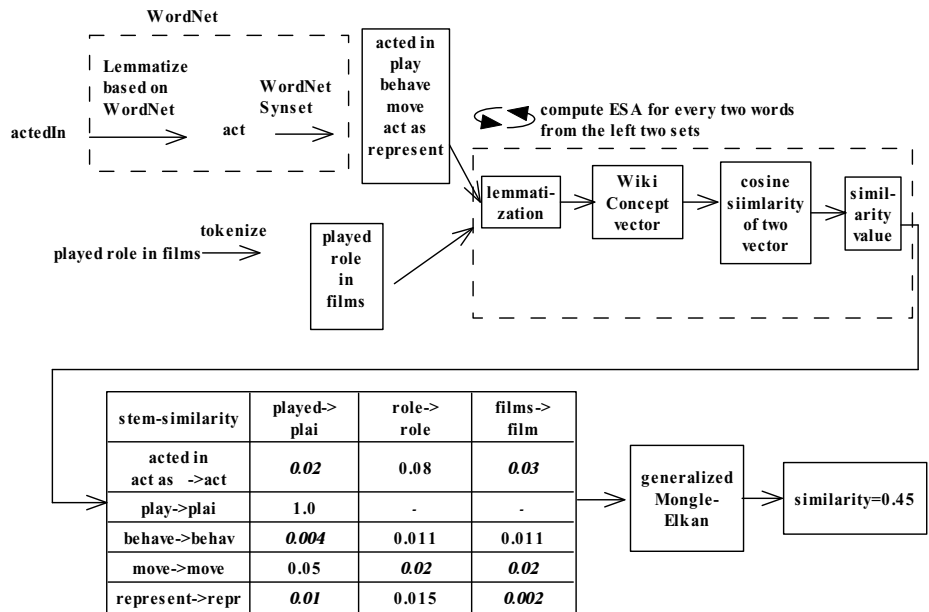 WordNet
Lemmatize
based on
WordNet
WordNet
Synset
actedIn
act
acted in
play
behave
move
act as
represent
compute ESA for every two words
from the left two sets
lemmati-
zation
Wiki
Concept
vector
cosine
siimlarity
of two
vector
simil-
arity
value
tokenize
played role in films
played
role
in
films
stem-similarity
played->
plai
role->
role
films->
film
acted in
act as ->act
0.02
0.08
0.03
play->plai
1.0
-
-
behave->behav
0.004
0.011
0.011
move->move
0.05
0.02
0.02
represent->repr
0.01
0.015
0.002
generalized
Mongle-
Elkan
similarity=0.45